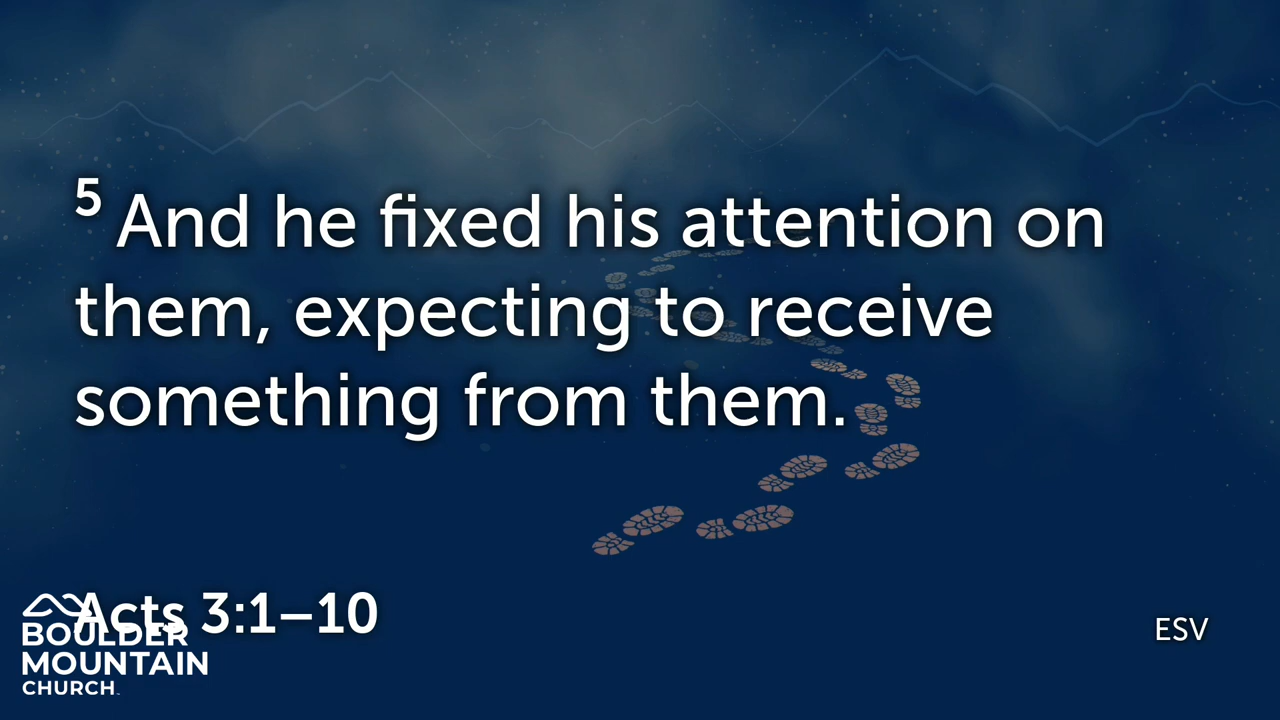 5 And he fixed his attention on
them, expecting to receive
something from them.
Acts 3:1–10
BOULDER
MOUNTAIN
CHURCH
ESV